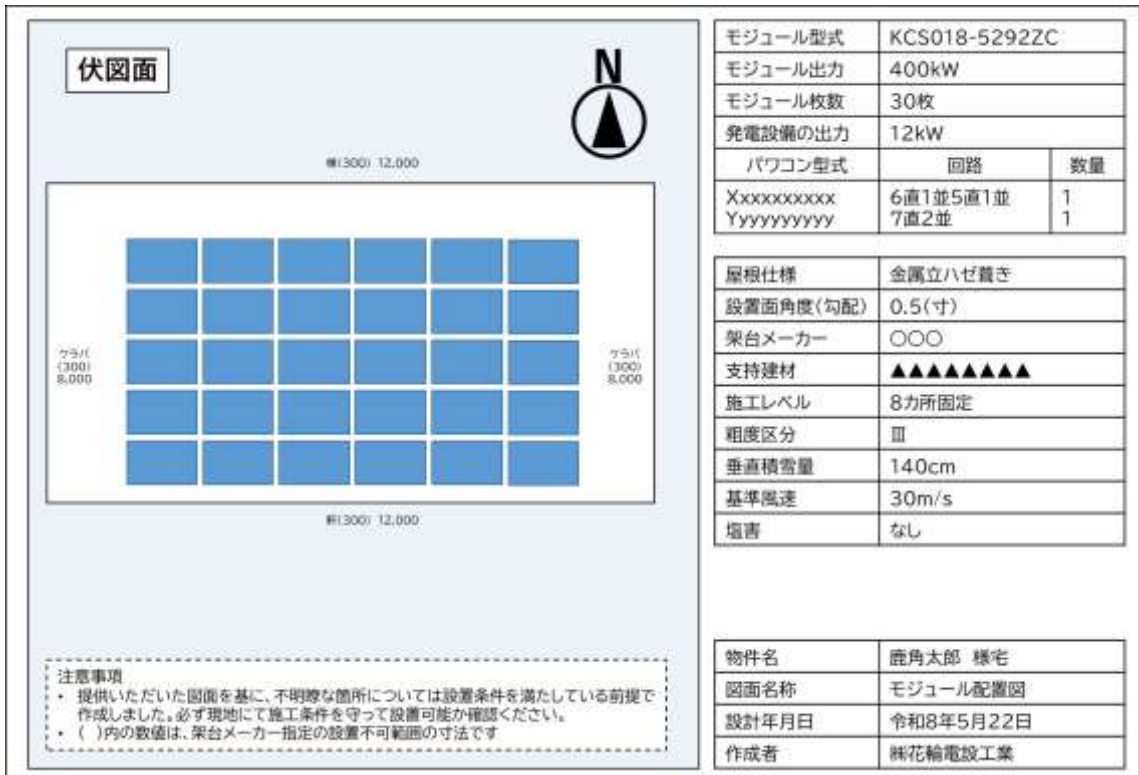 伏図面
N
棟(300) 12,000
ケラバ
(300)
8,000
ケラバ
(300)
8,000
軒(300) 12,000
注意事項
・ 提供いただいた図面を基に、不明瞭な箇所については設置条件を満たしている前提で
作成しました。必ず現地にて施工条件を守って設置可能か確認ください。
・ ( )内の数値は、架台メーカー指定の設置不可範囲の寸法です
モジュール型式 KCS018-5292ZC
モジュール出力 400kW
モジュール枚数 30枚
発電設備の出力 12kW
パワコン型式 回路 数量
Xxxxxxxxxx 6直1並5直1並 1
Yyyyyyyyyy 7直2並 1
屋根仕様 金属立ハゼ葺き
設置面角度(勾配) 0.5(寸)
架台メーカー ○○○
支持建材 ▲▲▲▲▲▲▲▲
施工レベル 8カ所固定
粗度区分 Ⅲ
垂直積雪量 140cm
基準風速 30m/s
塩害 なし
物件名 鹿角太郎 様宅
図面名称 モジュール配置図
設計年月日 令和8年5月22日
作成者 ㈱花輪電設工業